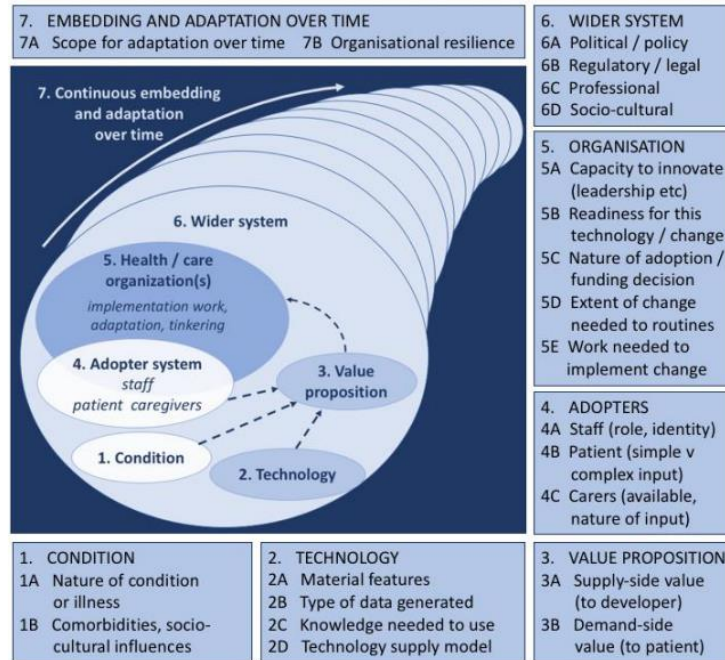 7. EMBEDDING AND ADAPTATION OVER TIME
7A Scope for adaptation over time 7B Organisational resilience
7. Continuous embedding
and adaptation
over time
6. Wider system
5. Health / care
organization(s)
implementation work,
adaptation, tinkering
4. Adopter system
staff
patient caregivers
3. Value
proposition
1. Condition
2. Technology
6. WIDER SYSTEM
6A Political / policy
6B Regulatory / legal
6C Professional
6D Socio-cultural
5. ORGANISATION
5A Capacity to innovate
(leadership etc)
5B Readiness for this
technology / change
5C Nature of adoption /
funding decision
5D Extent of change
needed to routines
5E Work needed to
implement change
4. ADOPTERS
4A Staff (role, identity)
4B Patient (simple v
complex input)
4C Carers (available,
nature of input)
1. CONDITION
1A Nature of condition
or illness
1B Comorbidities, socio-
cultural influences
2. TECHNOLOGY
2A Material features
2B Type of data generated
2C Knowledge needed to use
2D Technology supply model
3. VALUE PROPOSITION
3A Supply-side value
(to developer)
3B Demand-side
value (to patient)